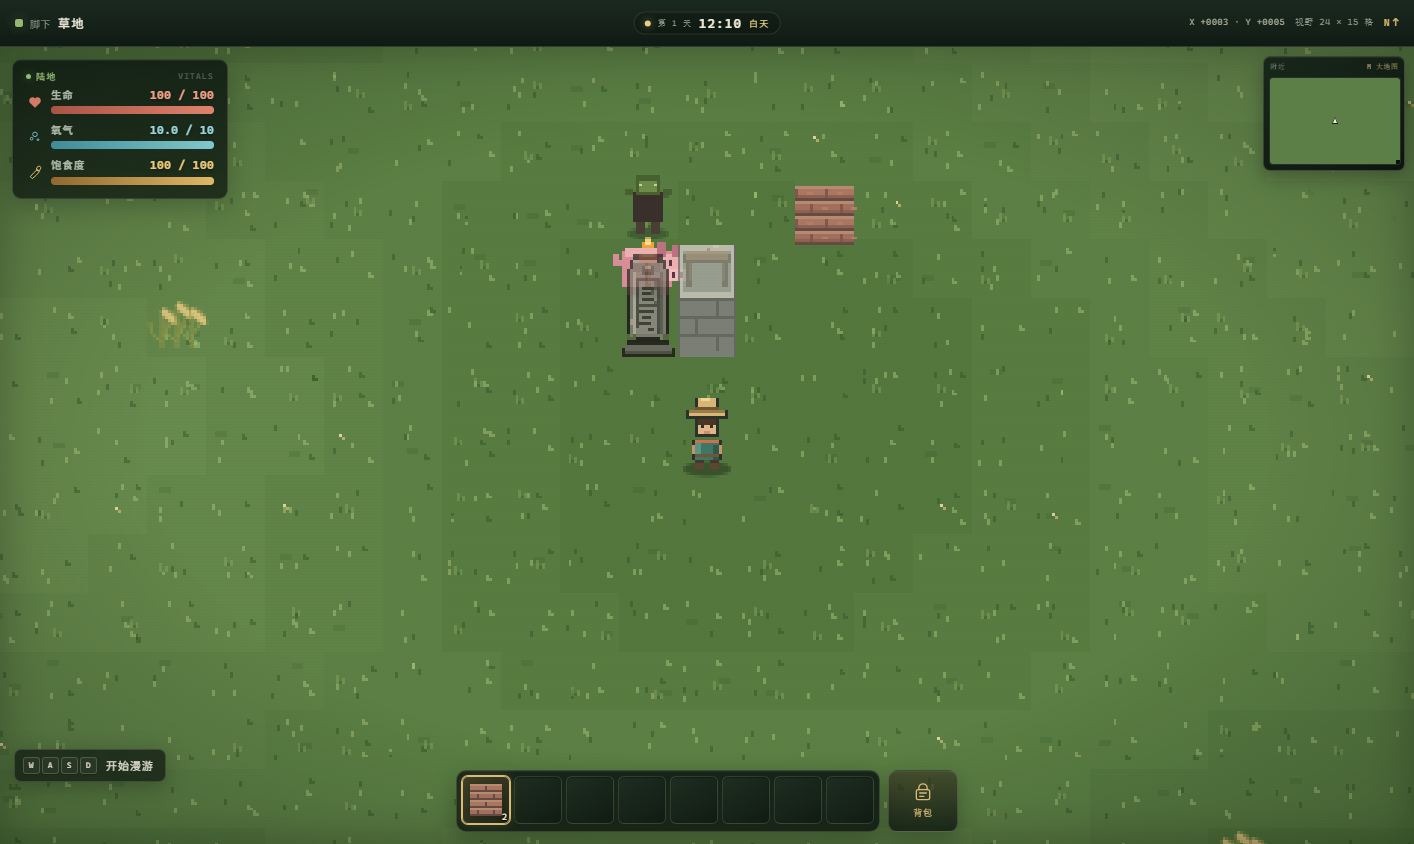 脚下 草地
第 1 天 12:10 白天
X +0003 · Y +0005 视野 24 × 15 格 N↑
陆地 VITALS
生命 100 / 100
氧气 10.0 / 10
饱食度 100 / 100
附近 M 大地图
W A S D 开始漫游
2
背包